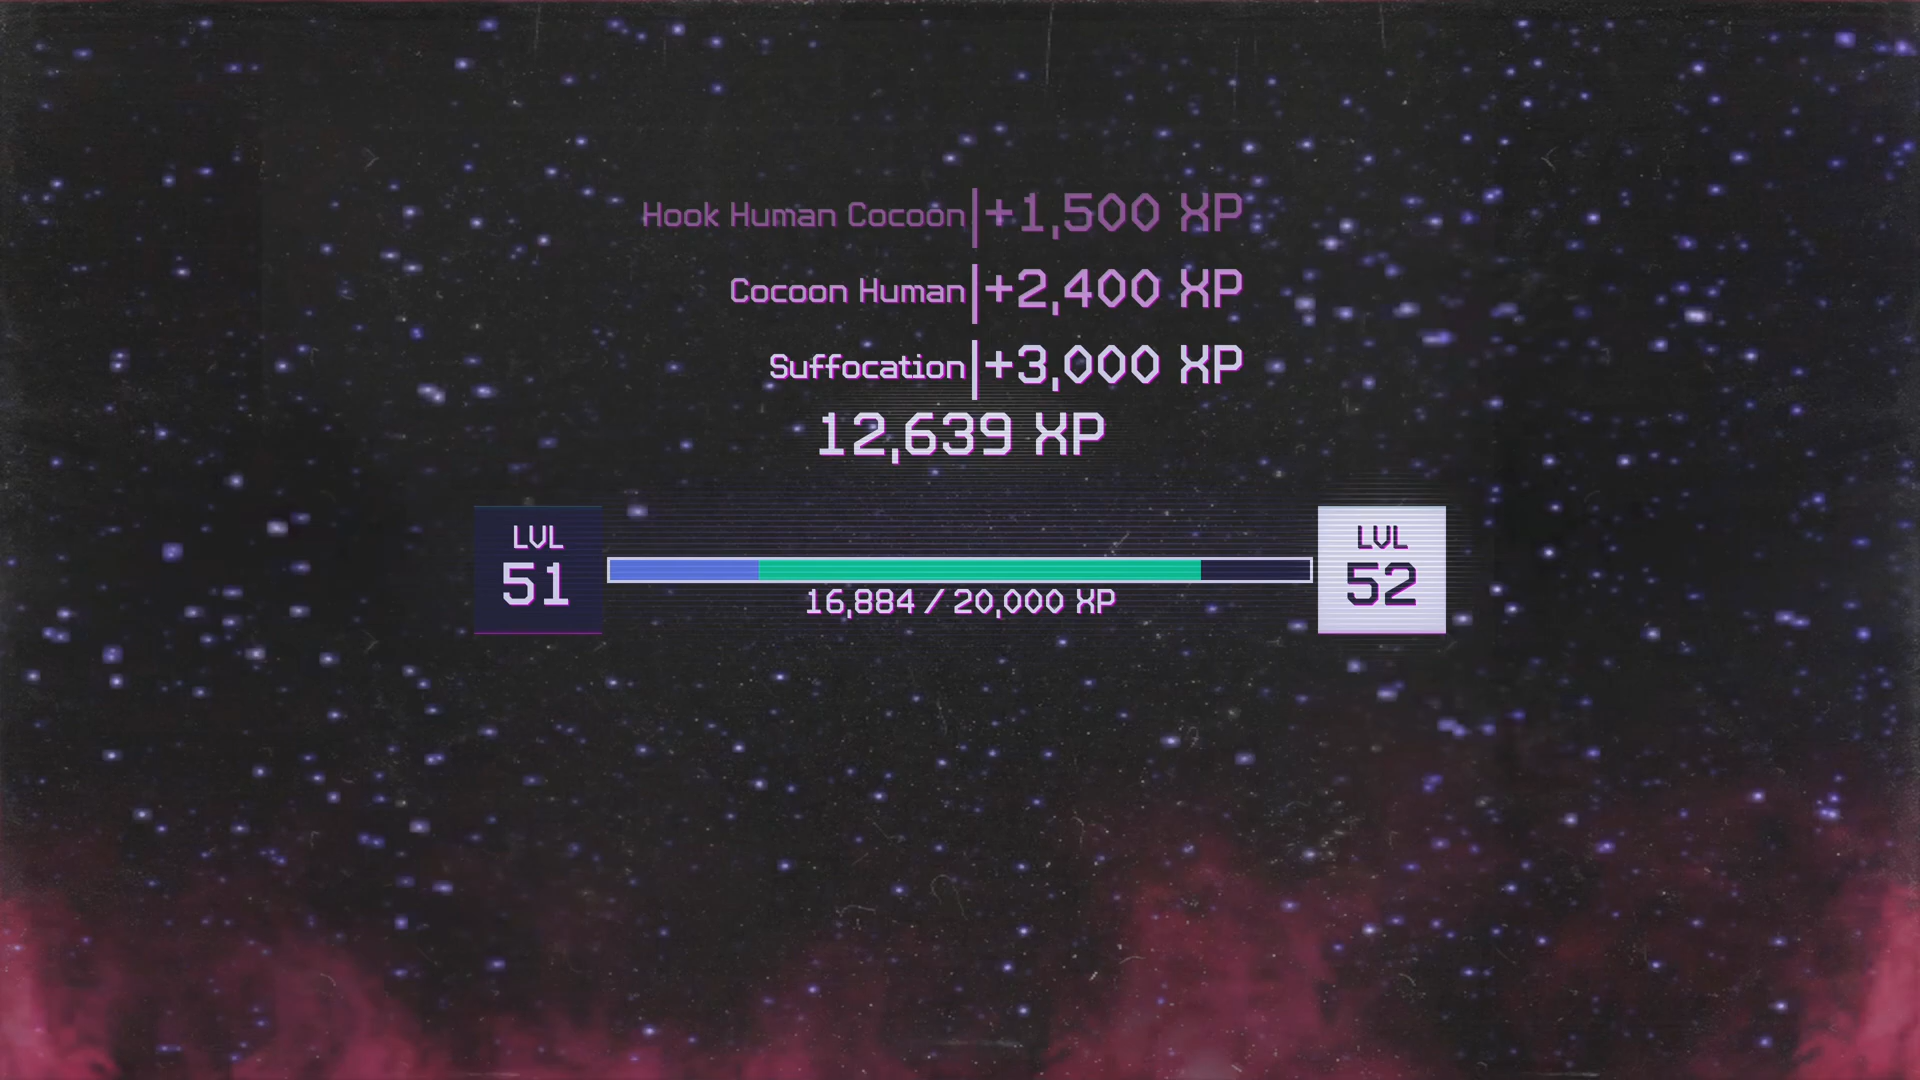 Hook Human Cocoon +1,500 XP
Cocoon Human +2,400 XP
Suffocation +3,000 XP
12,639 XP
LVL
51
LVL
52
16,884 / 20,000 XP